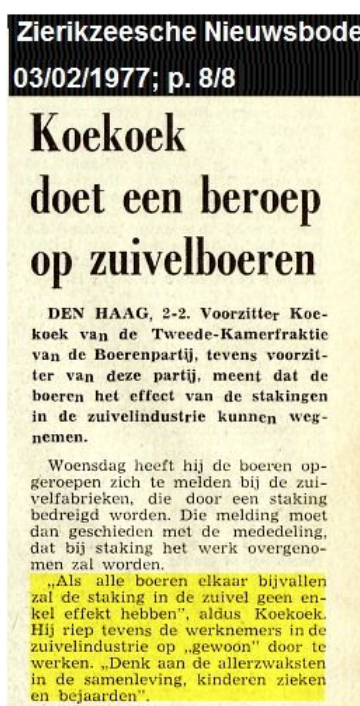 Zierikzeesche Nieuwsbode
03/02/1977; p. 8/8
Koekoek
doet een beroep
op zuivelboeren
DEN HAAG, 2-2. Voorzitter Koe-
koek van de Tweede-Kamerfraktie
van de Boerenpartij, tevens voorzit-
ter van deze partij, meent dat de
boeren het effect van de stakingen
in de zuivelindustrie kunnen weg-
nemen.
Woensdag heeft hij de boeren op-
geroepen zich te melden bij de zui-
velfabrieken, die door een staking
bedreigd worden. Die melding moet
dan geschieden met de mededeling,
dat bij staking het werk overgeno-
men zal worden.
„Als alle boeren elkaar bijvallen
zal de staking in de zuivel geen en-
kel effekt hebben", aldus Koekoek.
Hij riep tevens de werknemers in de
zuivelindustrie op „gewoon" door te
werken. „Denk aan de allerzwaksten
in de samenleving, kinderen zieken
en bejaarden".